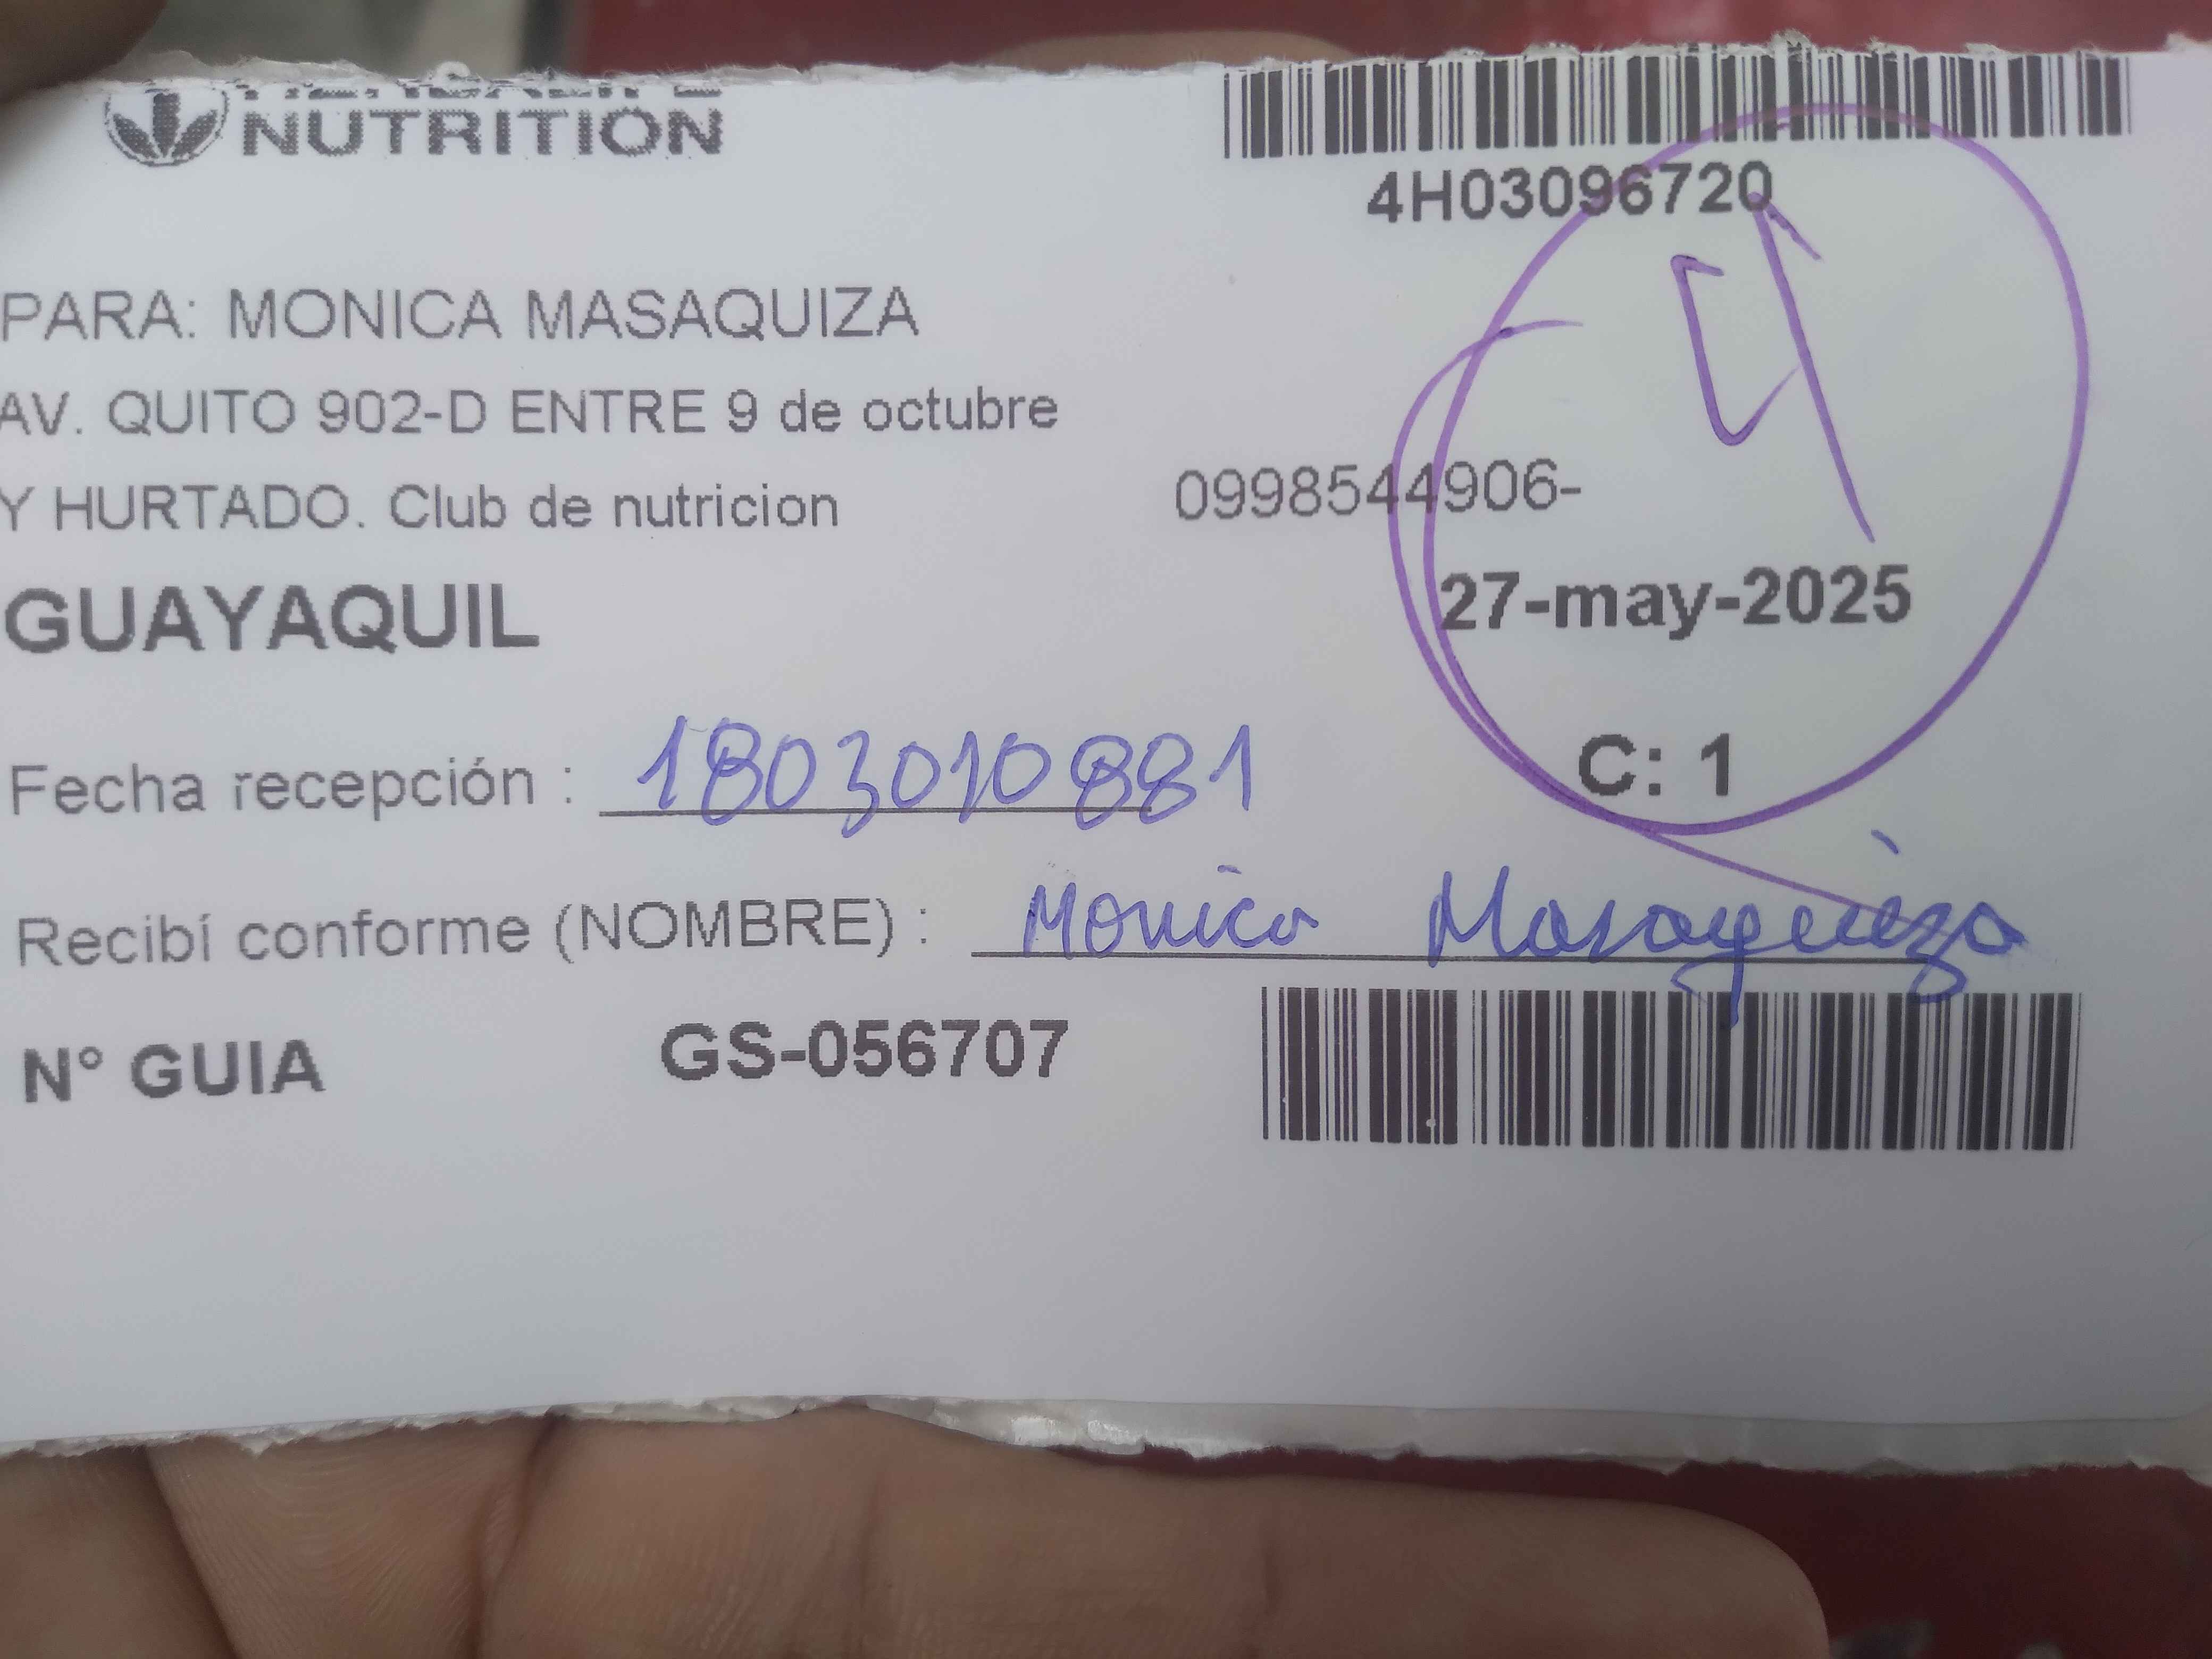 NUTRITION
4H03096720
4
PARA: MONICA MASAQUIZA
AV. QUITO 902-D ENTRE 9 de octubre
Y HURTADO. Club de nutricion 0998544906-
GUAYAQUIL 27-may-2025
C: 1
Fecha recepción : 1803010881
Recibí conforme (NOMBRE) : Monica Masaquiza
N° GUIA GS-056707